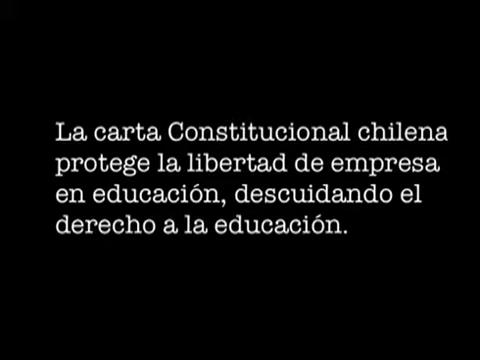 La carta Constitucional chilena
protege la libertad de empresa
en educación, descuidando el
derecho a la educación.